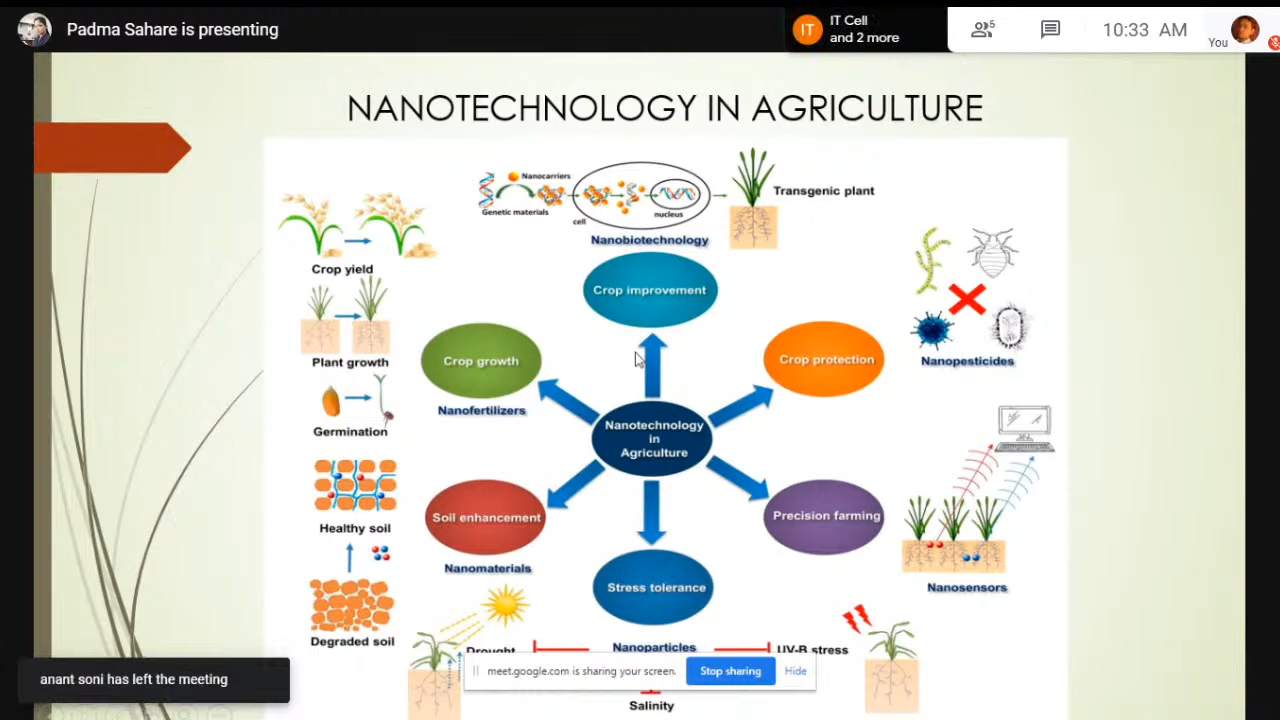 Padma Sahare is presenting
IT
IT Cell
and 2 more
5
10:33 AM
You
NANOTECHNOLOGY IN AGRICULTURE
Nanocarriers
Genetic materials
cell
nucleus
Transgenic plant
Nanobiotechnology
Crop improvement
Crop yield
Plant growth
Germination
Crop growth
Nanofertilizers
Crop protection
Nanopesticides
Nanotechnology
in
Agriculture
Healthy soil
Degraded soil
Soil enhancement
Nanomaterials
Precision farming
Nanosensors
Stress tolerance
Nanoparticles
Drought
UV-B stress
Salinity
meet.google.com is sharing your screen.
Stop sharing
Hide
anant soni has left the meeting